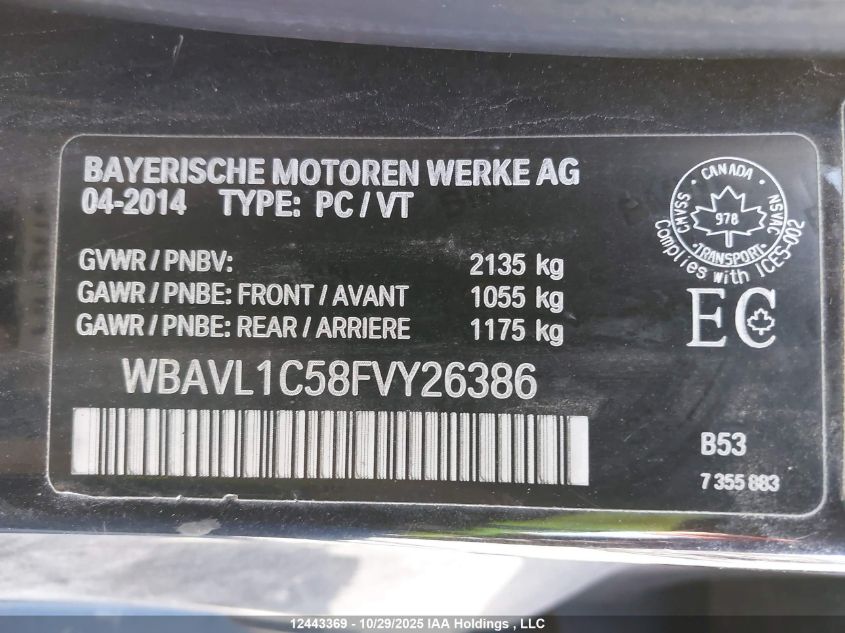 BAYERISCHE MOTOREN WERKE AG
04-2014 TYPE: PC / VT
GVWR / PNBV: 2135 kg
GAWR / PNBE: FRONT / AVANT 1055 kg
GAWR / PNBE: REAR / ARRIERE 1175 kg
WBAVL1C58FVY26386
CANADA
CMVSS
978
NSVAC
TRANSPORT
Complies with ICES-002
EC
B53
7 355 883
12443369 - 10/29/2025 IAA Holdings , LLC